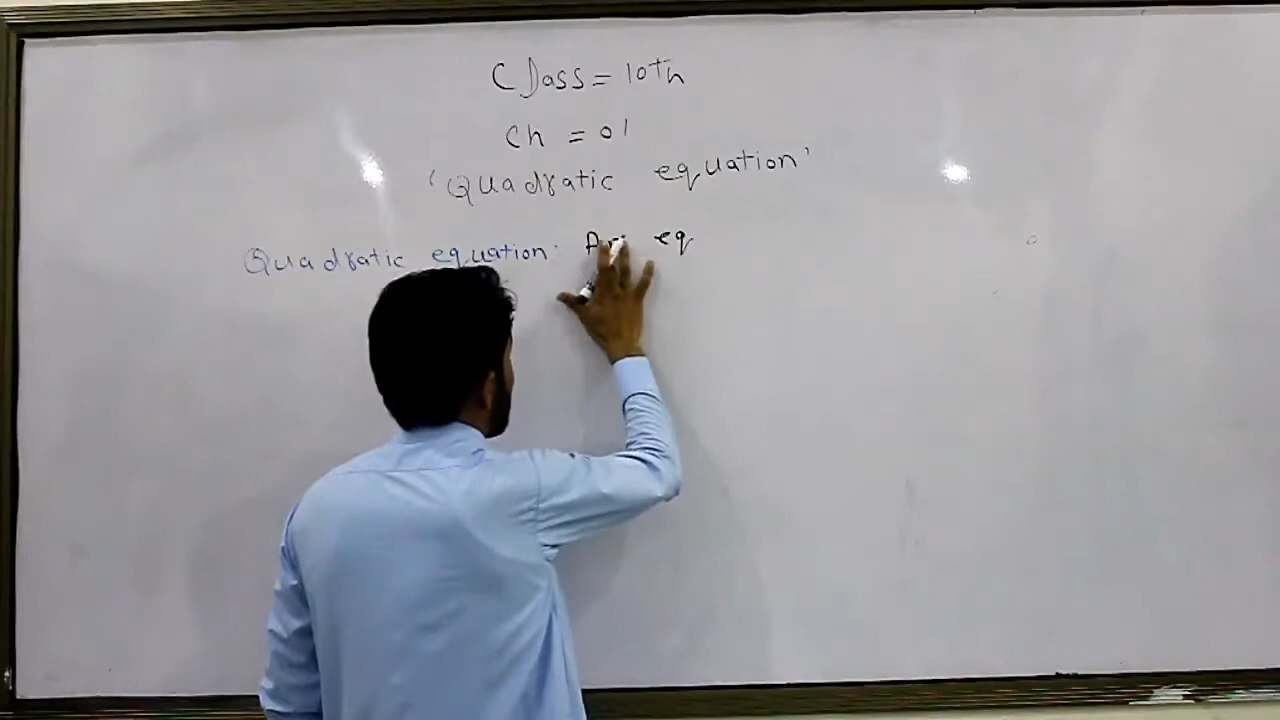 Class = 10th
Ch = 01
'Quadratic equation'
Quadratic equation: eq